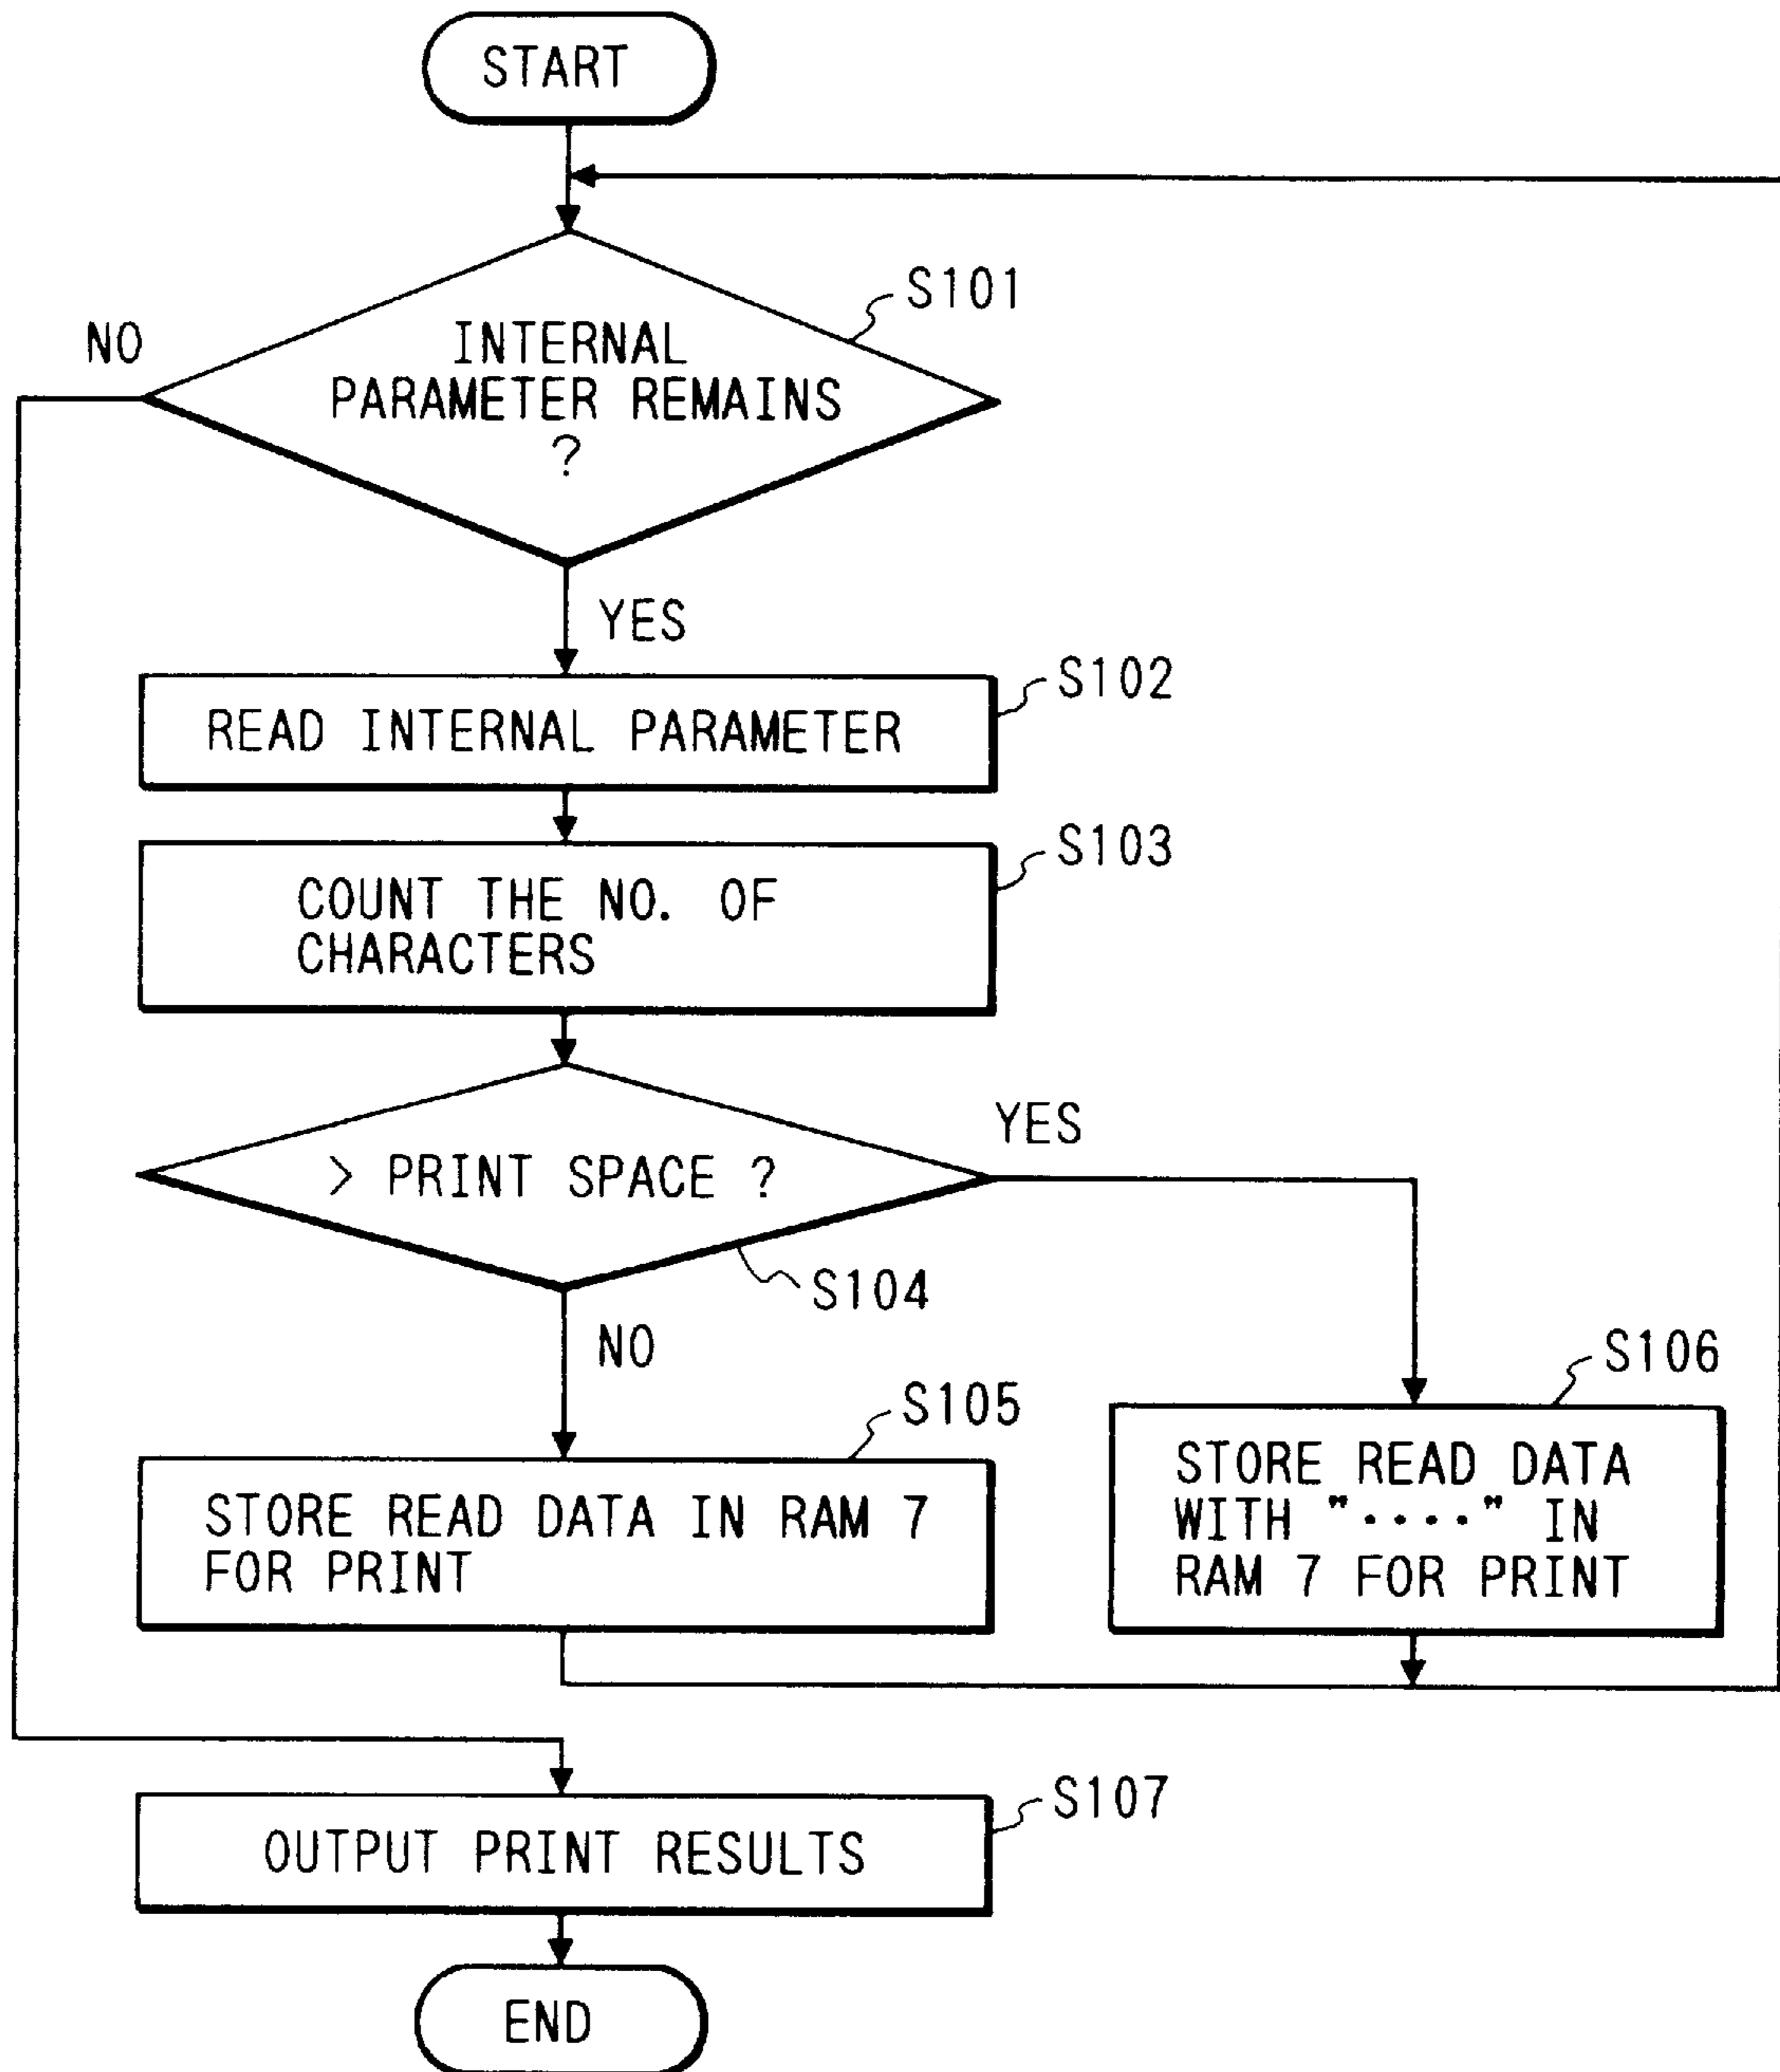 START
S101
NO
INTERNAL
PARAMETER REMAINS
?
YES
S102
READ INTERNAL PARAMETER
S103
COUNT THE NO. OF
CHARACTERS
YES
> PRINT SPACE ?
S104
NO
S106
S105
STORE READ DATA
WITH "····" IN
RAM 7 FOR PRINT
STORE READ DATA IN RAM 7
FOR PRINT
S107
OUTPUT PRINT RESULTS
END